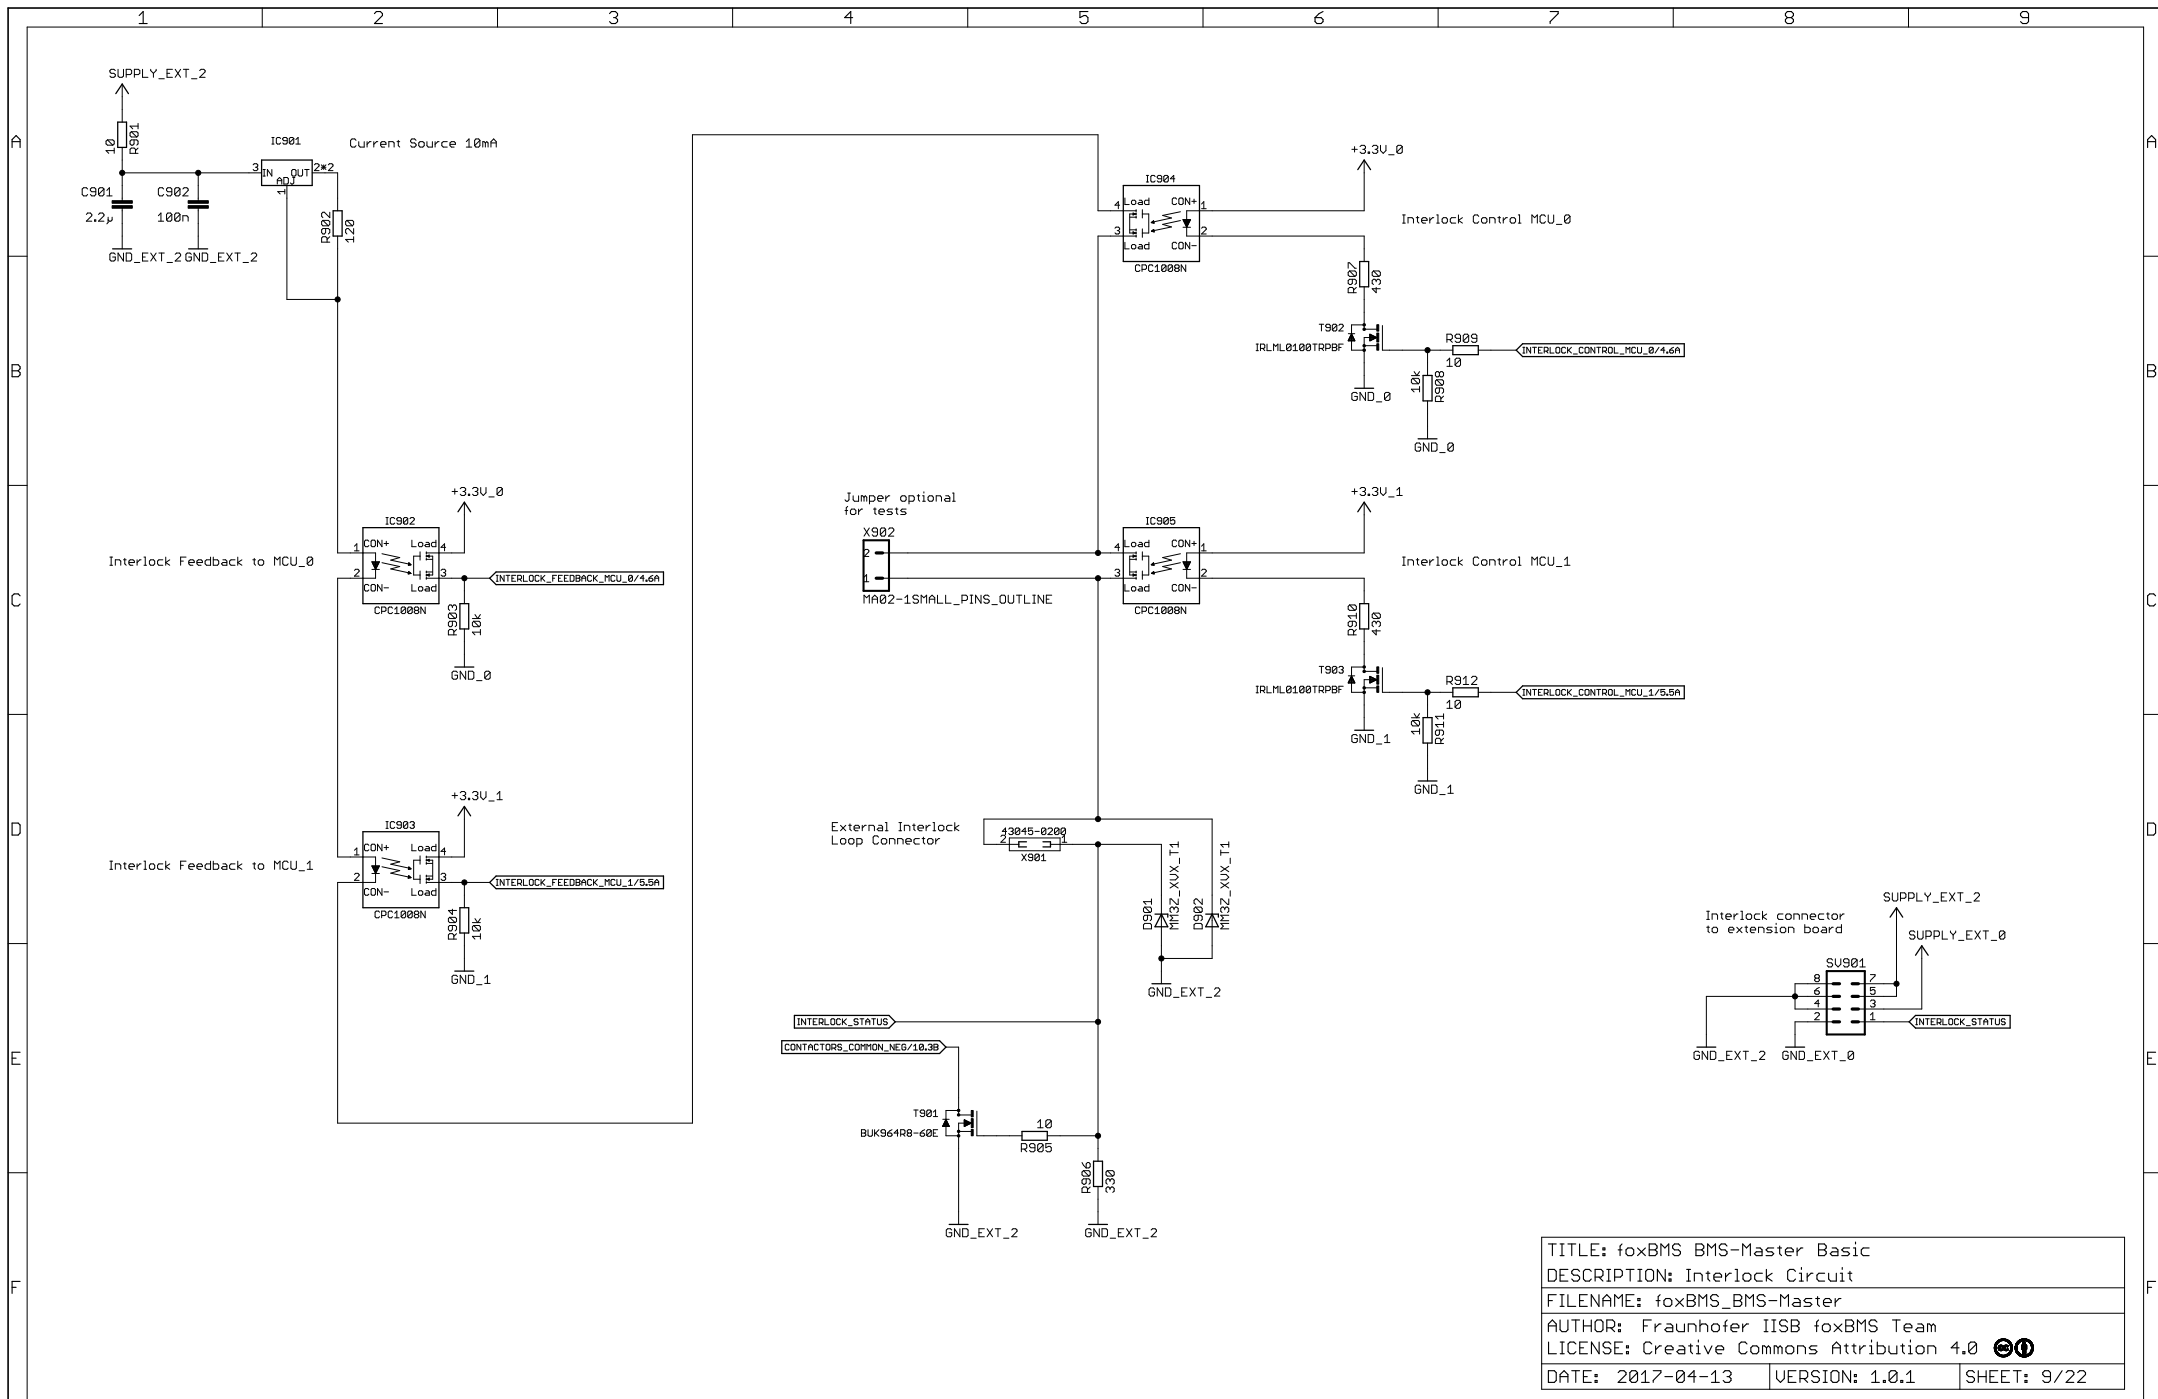 1 2 3 4 5 6 7 8 9
A
B
C
D
E
F
A
B
C
D
E
F
SUPPLY_EXT_2
10
R901
C901
2.2µ
C902
100n
GND_EXT_2
GND_EXT_2
IC901
3
IN
OUT
ADJ
1
2*2
Current Source 10mA
R902
120
Interlock Feedback to MCU_0
+3.3V_0
IC902
1
CON+
Load
4
2
CON-
Load
3
CPC1008N
INTERLOCK_FEEDBACK_MCU_0/4.6A
R903
10k
GND_0
Interlock Feedback to MCU_1
+3.3V_1
IC903
1
CON+
Load
4
2
CON-
Load
3
CPC1008N
INTERLOCK_FEEDBACK_MCU_1/5.5A
R904
10k
GND_1
+3.3V_0
IC904
4
Load
CON+
1
3
Load
CON-
2
CPC1008N
Interlock Control MCU_0
R907
430
T902
IRLML0100TRPBF
GND_0
R909
10
INTERLOCK_CONTROL_MCU_0/4.6A
10k
R908
GND_0
Jumper optional
for tests
X902
2
1
MA02-1SMALL_PINS_OUTLINE
+3.3V_1
IC905
4
Load
CON+
1
3
Load
CON-
2
CPC1008N
Interlock Control MCU_1
R910
430
T903
IRLML0100TRPBF
GND_1
R912
10
INTERLOCK_CONTROL_MCU_1/5.5A
10k
R911
GND_1
External Interlock
Loop Connector
43045-0200
2
1
X901
D901
MM3Z_XVX_T1
D902
MM3Z_XVX_T1
GND_EXT_2
INTERLOCK_STATUS
CONTACTORS_COMMON_NEG/10.3B
T901
BUK964R8-60E
10
R905
R906
330
GND_EXT_2
GND_EXT_2
Interlock connector
to extension board
SUPPLY_EXT_2
SUPPLY_EXT_0
SV901
8
7
6
5
4
3
2
1
INTERLOCK_STATUS
GND_EXT_2
GND_EXT_0
TITLE: foxBMS BMS-Master Basic
DESCRIPTION: Interlock Circuit
FILENAME: foxBMS_BMS-Master
AUTHOR: Fraunhofer IISB foxBMS Team
LICENSE: Creative Commons Attribution 4.0 cc
DATE: 2017-04-13 VERSION: 1.0.1 SHEET: 9/22